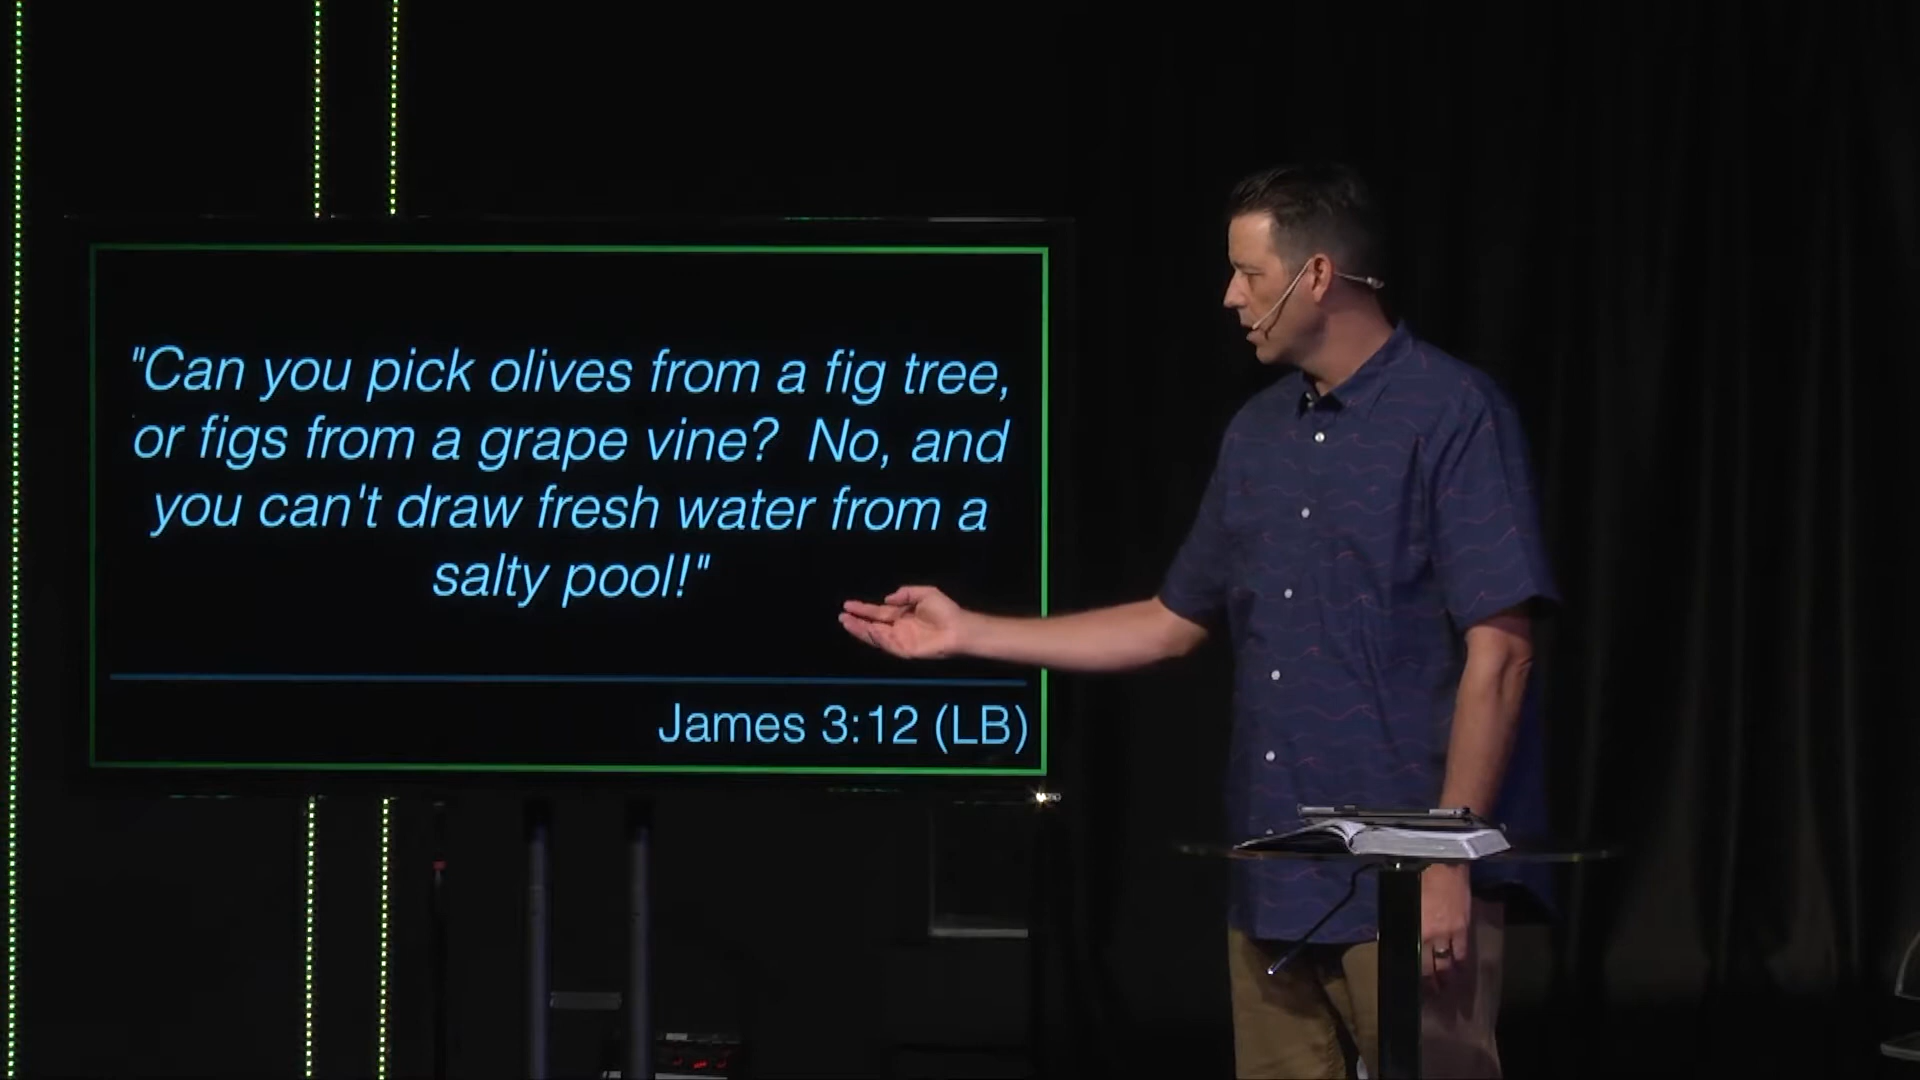 "Can you pick olives from a fig tree,
or figs from a grape vine?  No, and
you can't draw fresh water from a
salty pool!"
James 3:12 (LB)